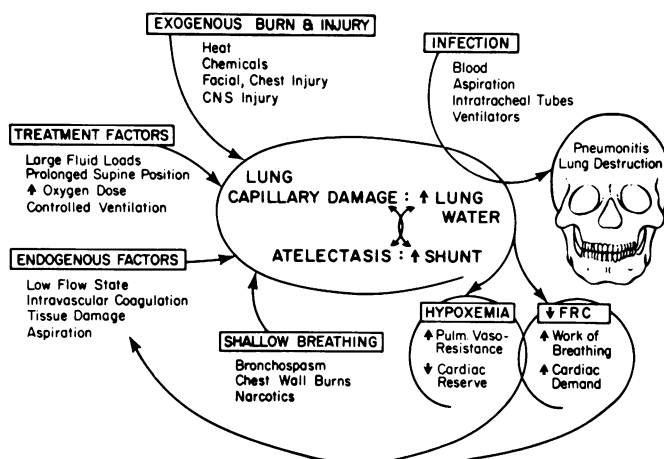 EXOGENOUS BURN & INJURY
Heat
Chemicals
Facial, Chest Injury
CNS Injury
INFECTION
Blood
Aspiration
Intratracheal Tubes
Ventilators
TREATMENT FACTORS
Large Fluid Loads
Prolonged Supine Position
↑ Oxygen Dose
Controlled Ventilation
Pneumonitis
Lung Destruction
LUNG
CAPILLARY DAMAGE : ↑ LUNG
WATER
ATELECTASIS : ↑ SHUNT
ENDOGENOUS FACTORS
Low Flow State
Intravascular Coagulation
Tissue Damage
Aspiration
SHALLOW BREATHING
Bronchospasm
Chest Wall Burns
Narcotics
HYPOXEMIA
↑ Pulm. Vaso-
Resistance
↓ Cardiac
Reserve
↓ FRC
↑ Work of
Breathing
↑ Cardiac
Demand